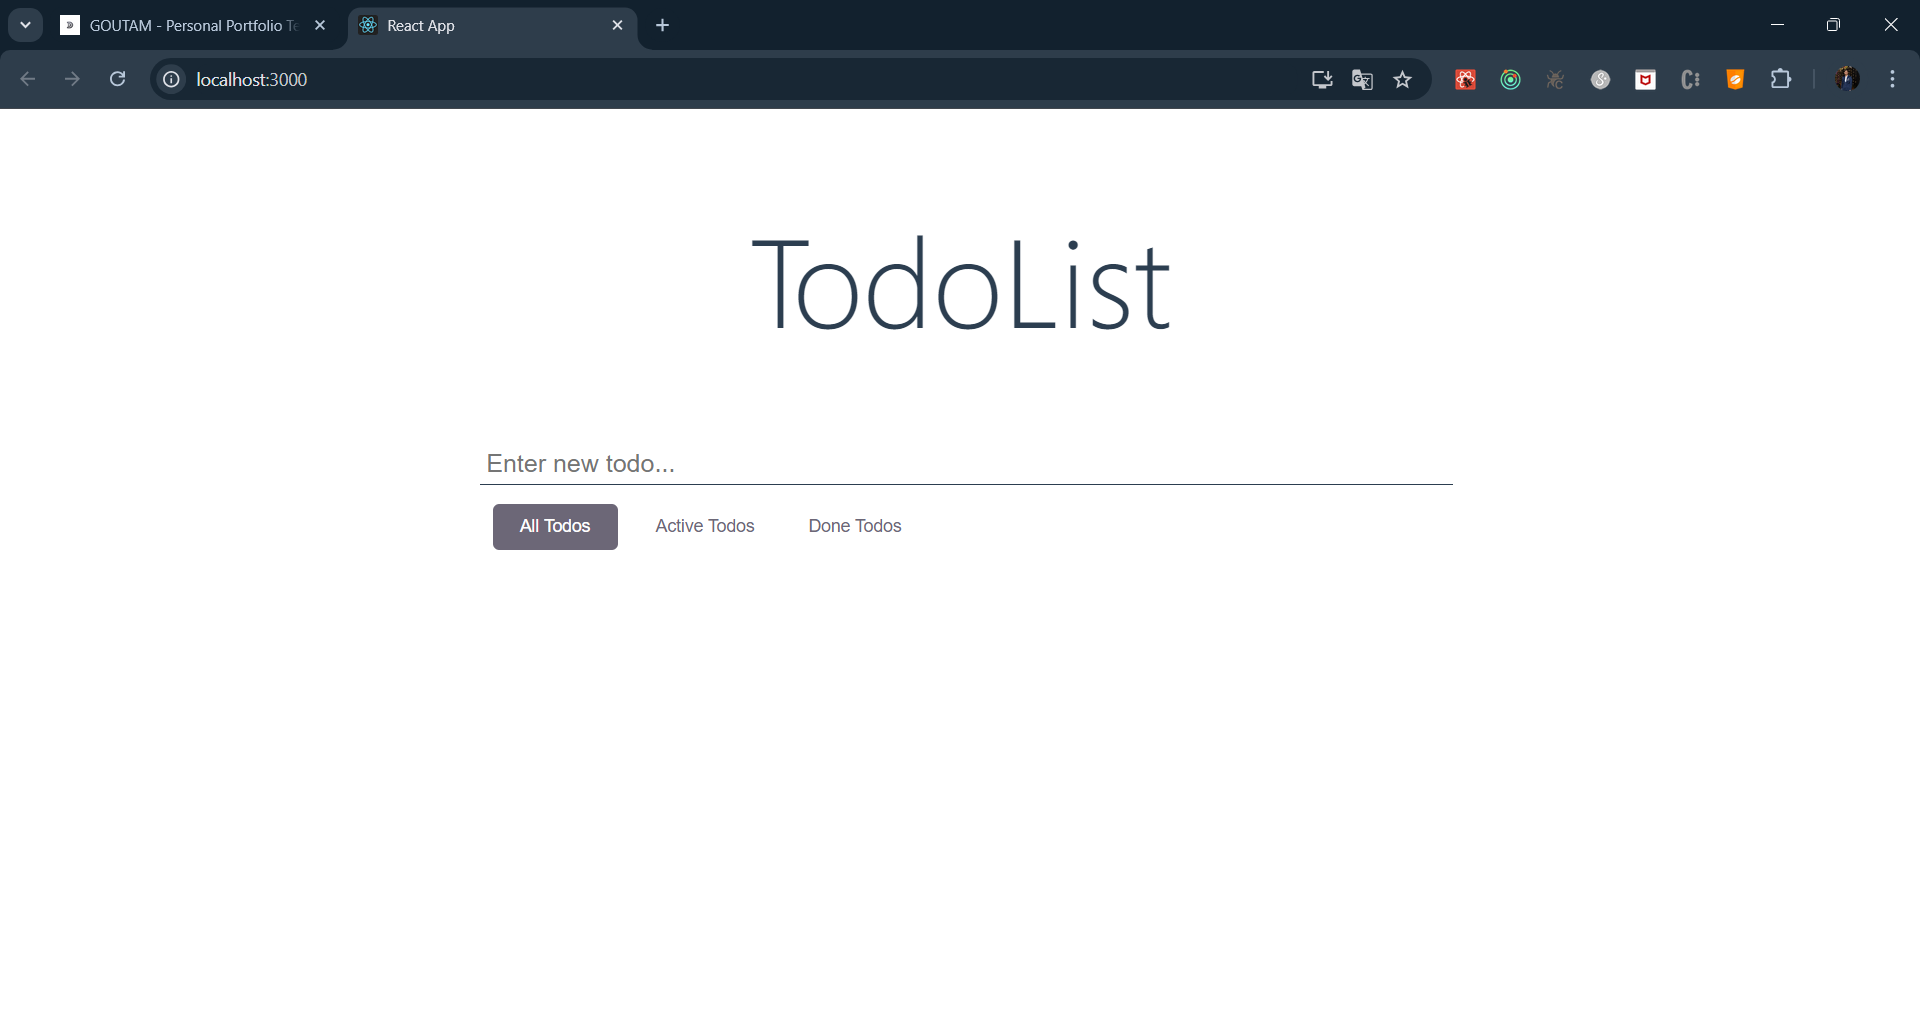 GOUTAM - Personal Portfolio Te
React App
localhost:3000
TodoList
Enter new todo...
All Todos Active Todos Done Todos